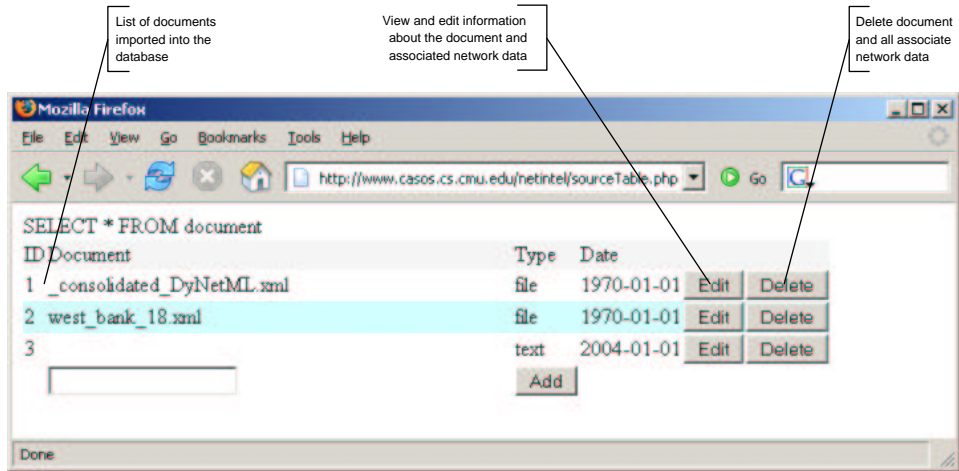 List of documents
imported into the
database
View and edit information
about the document and
associated network data
Delete document
and all associate
network data
Mozilla Firefox
File Edit View Go Bookmarks Tools Help
http://www.casos.cs.cmu.edu/netintel/sourceTable.php Go G
SELECT * FROM document
ID Document Type Date
1 _consolidated_DyNetML.xml file 1970-01-01 Edit Delete
2 west_bank_18.xml file 1970-01-01 Edit Delete
3 text 2004-01-01 Edit Delete
Add
Done